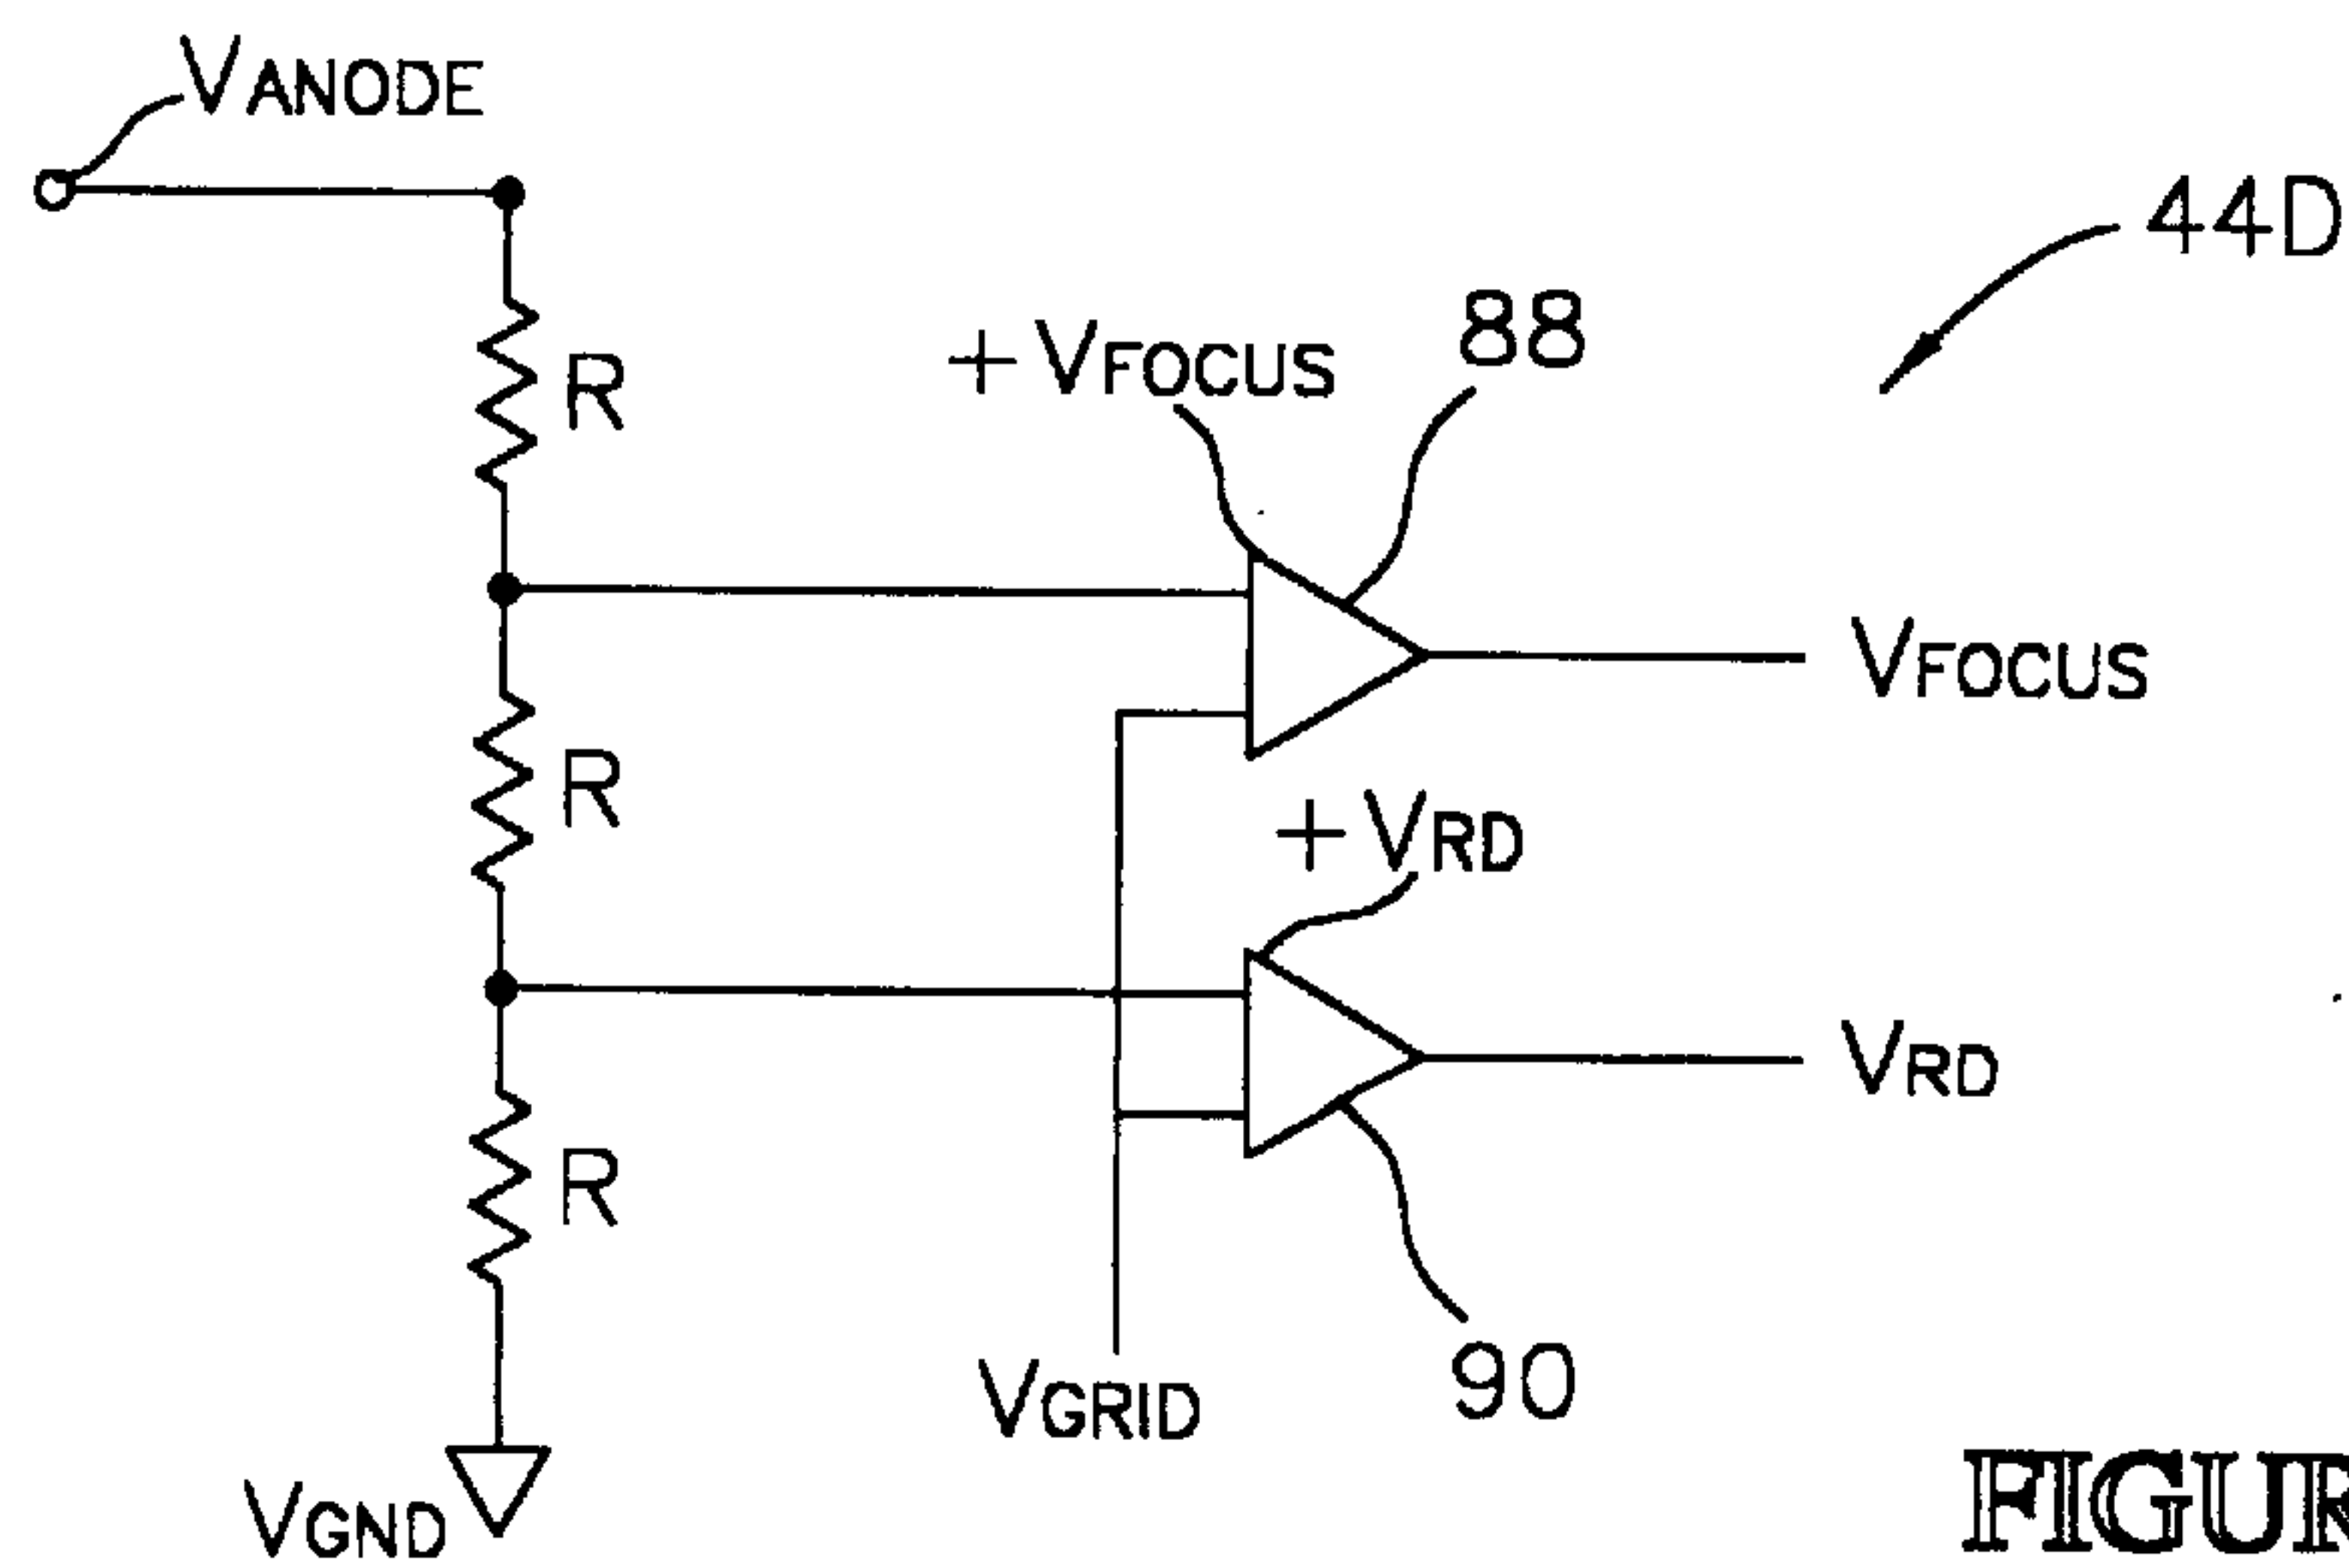 VANODE
44D
88
+VFOCUS
R
VFOCUS
R
+VRD
VRD
R
90
VGRID
VGND